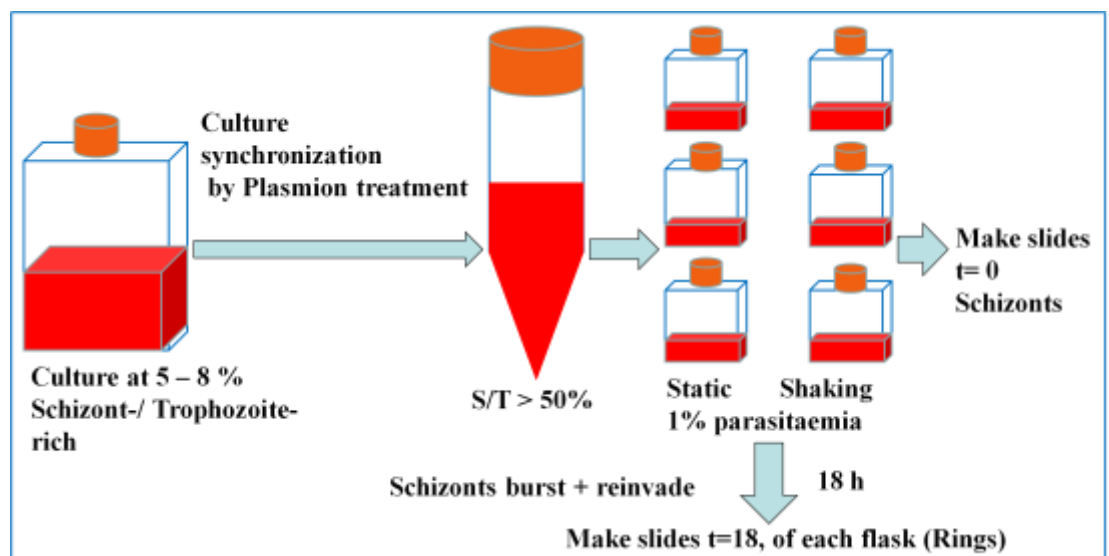 Culture
synchronization
by Plasmion treatment
Culture at 5 – 8 %
Schizont-/ Trophozoite-
rich
S/T > 50%
Static Shaking
1% parasitaemia
Make slides
t= 0
Schizonts
Schizonts burst + reinvade
18 h
Make slides t=18, of each flask (Rings)